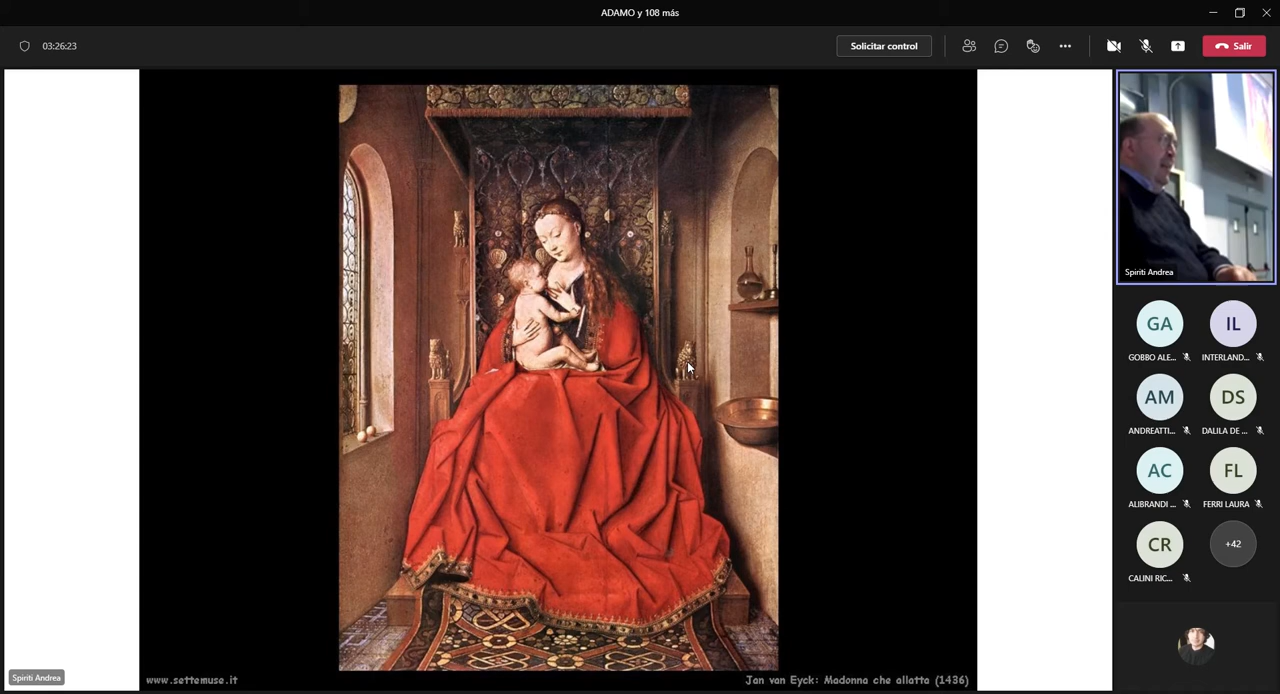 ADAMO y 108 más
03:26:23
Solicitar control
Salir
Spiriti Andrea
GA
IL
GOBBO ALE...
INTERLAND...
AM
DS
ANDREATTI...
DALILA DE ...
AC
FL
ALIBRANDI ...
FERRI LAURA
CR
+42
CALINI RIC...
Spiriti Andrea
www.settemuse.it
Jan van Eyck: Madonna che allatta (1436)